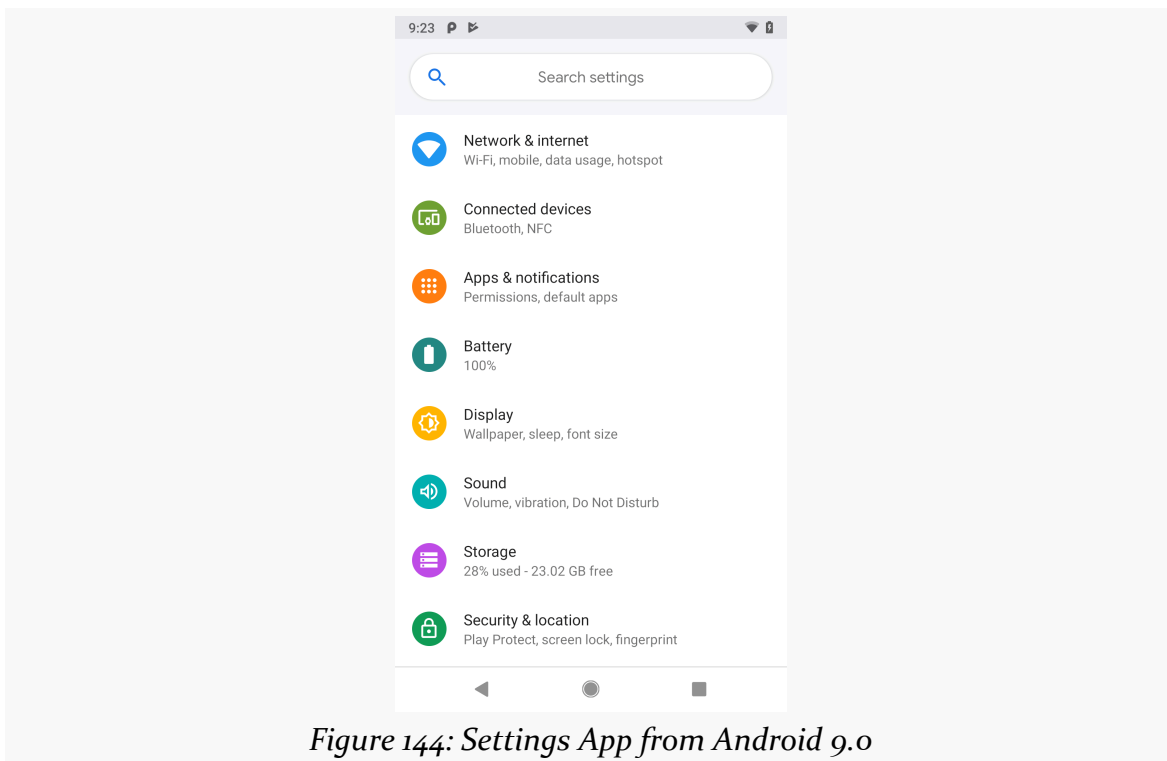 9:23
Search settings
Network & internet
Wi-Fi, mobile, data usage, hotspot
Connected devices
Bluetooth, NFC
Apps & notifications
Permissions, default apps
Battery
100%
Display
Wallpaper, sleep, font size
Sound
Volume, vibration, Do Not Disturb
Storage
28% used - 23.02 GB free
Security & location
Play Protect, screen lock, fingerprint
Figure 144: Settings App from Android 9.0